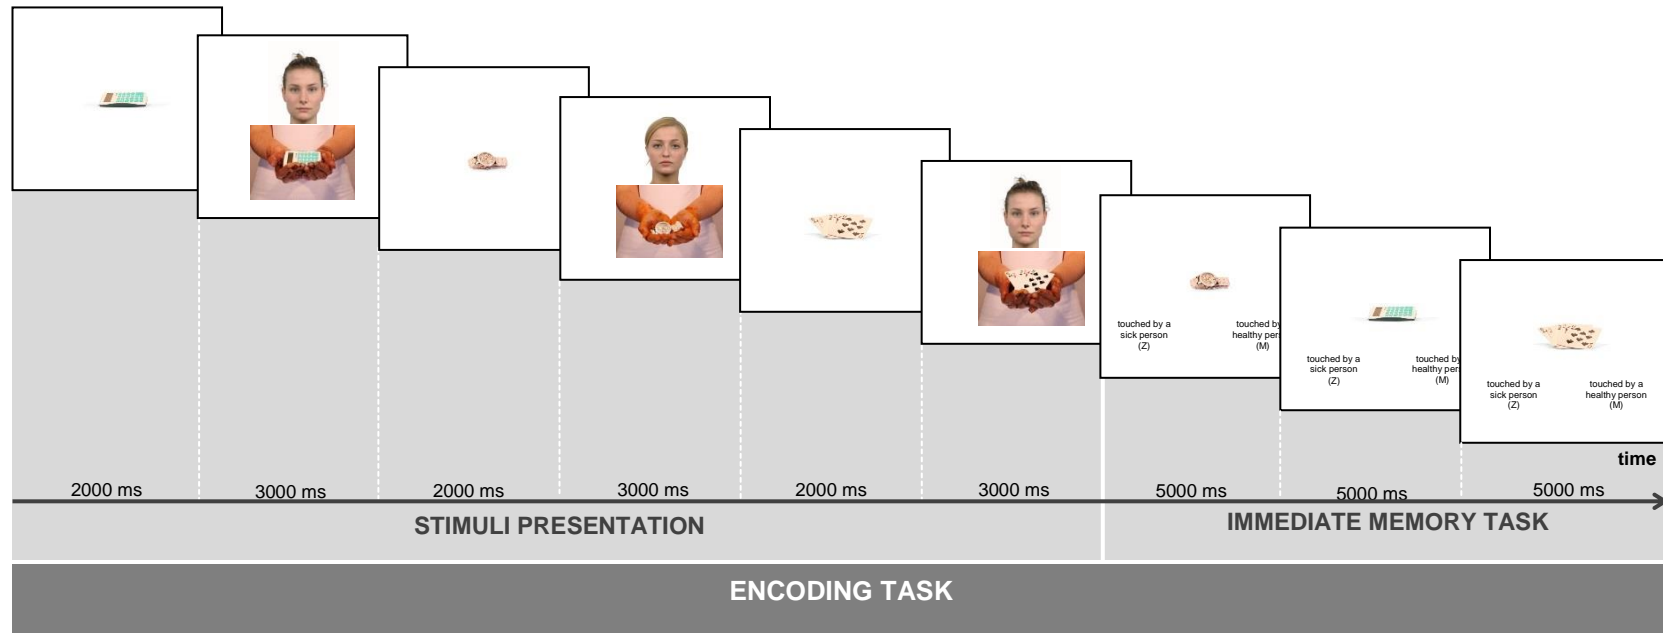 touched by a
sick person
(Z)
touched by
healthy pers
(M)
touched by a
sick person
(Z)
touched by
healthy per
(M)
touched by a
sick person
(Z)
touched by a
healthy person
(M)
time
2000 ms
3000 ms
2000 ms
3000 ms
2000 ms
3000 ms
5000 ms
5000 ms
5000 ms
STIMULI PRESENTATION
IMMEDIATE MEMORY TASK
ENCODING TASK